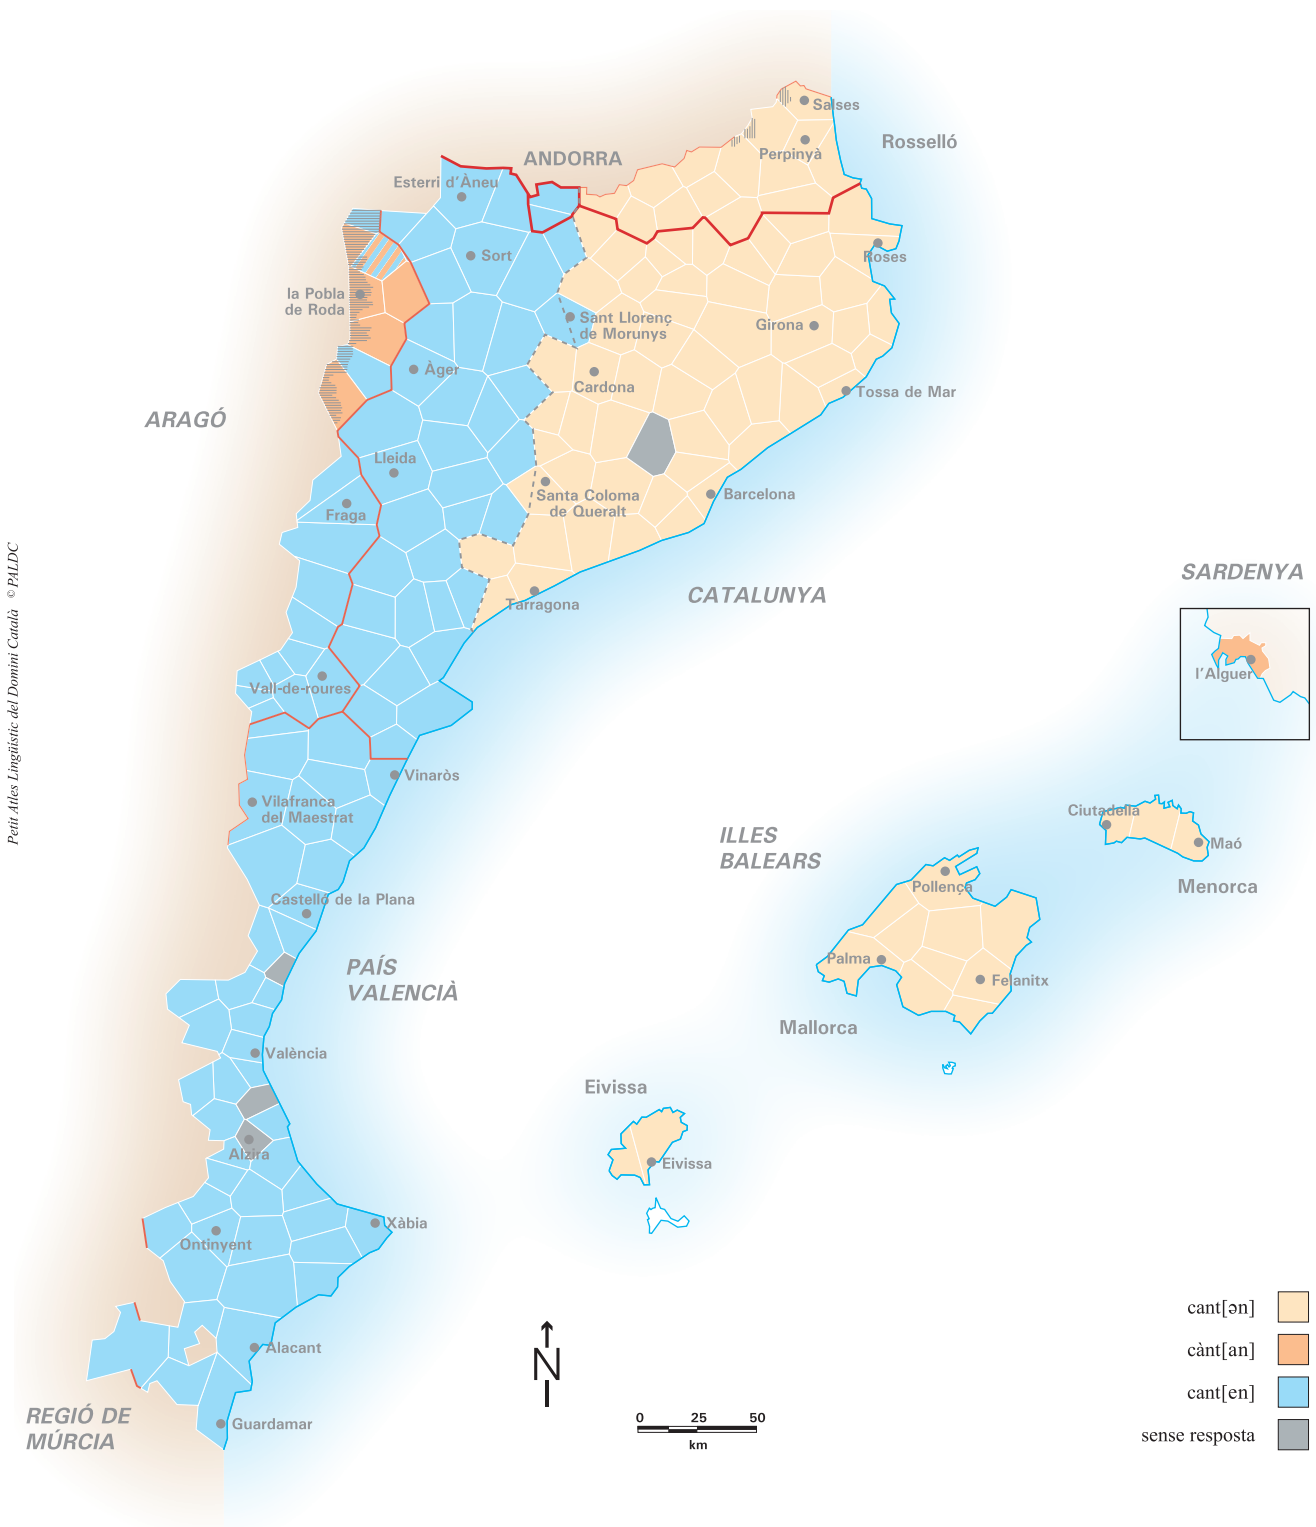 Salses
Perpinyà
Rosselló
ANDORRA
Esterri d'Àneu
Sort
Roses
la Pobla
de Roda
Sant Llorenç
de Morunys
Girona
Àger
Cardona
Tossa de Mar
ARAGÓ
Lleida
Santa Coloma
de Queralt
Barcelona
Fraga
CATALUNYA
Tarragona
SARDENYA
l'Alguer
Petit Atles Lingüístic del Domini Català © PALDC
Vall-de-roures
Vinaròs
Vilafranca
del Maestrat
ILLES
BALEARS
Ciutadella
Maó
Menorca
Pollença
Castelló de la Plana
PAÍS
VALENCIÀ
Palma
Felanitx
Mallorca
València
Eivissa
Alzira
Eivissa
Xàbia
Ontinyent
Alacant
REGIÓ DE
MÚRCIA
Guardamar
N
0 25 50
km
cant[ən]
cànt[an]
cant[en]
sense resposta